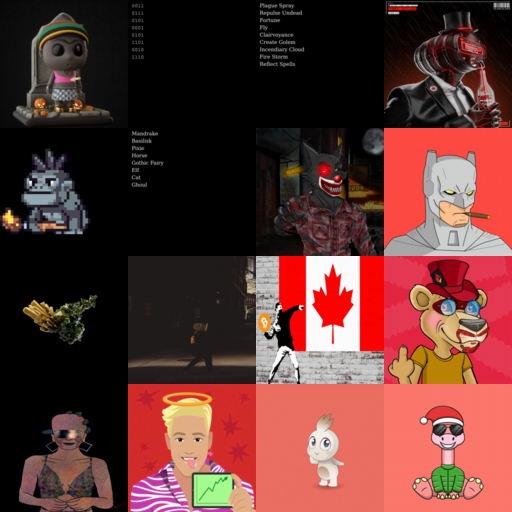 0011
0111
0101
0001
0101
1101
0010
1110
Plague Spray
Repulse Undead
Fortune
Fly
Clairvoyance
Create Golem
Incendiary Cloud
Fire Storm
Reflect Spells
Mandrake
Basilisk
Pixie
Horse
Gothic Fairy
Elf
Cat
Ghoul